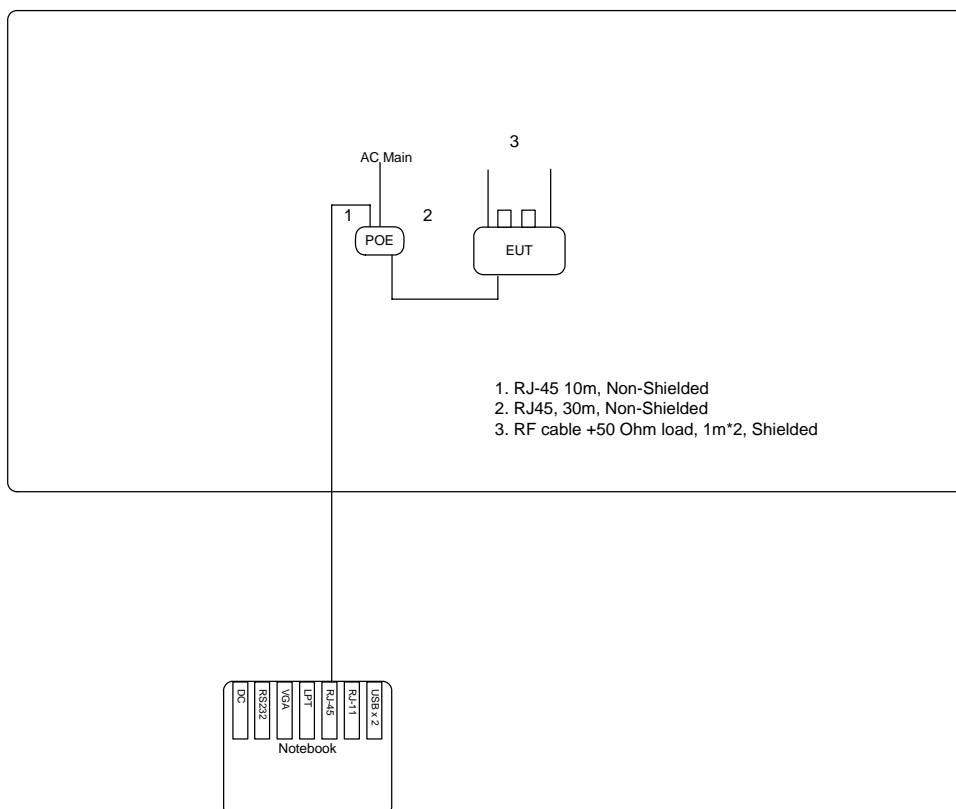 3
AC Main
1
2
POE
EUT
1. RJ-45 10m, Non-Shielded
2. RJ45, 30m, Non-Shielded
3. RF cable +50 Ohm load, 1m*2, Shielded
DC
RS232
VGA
LPT
RJ-45
RJ-11
USB x 2
Notebook